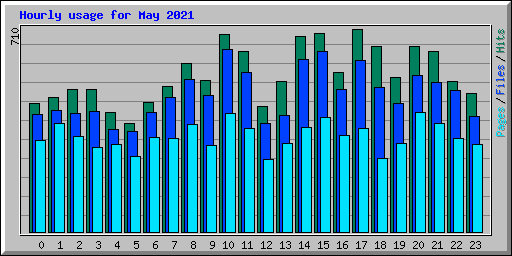 Hourly usage for May 2021
710
Pages/Files/Hits
0 1 2 3 4 5 6 7 8 9 10 11 12 13 14 15 16 17 18 19 20 21 22 23